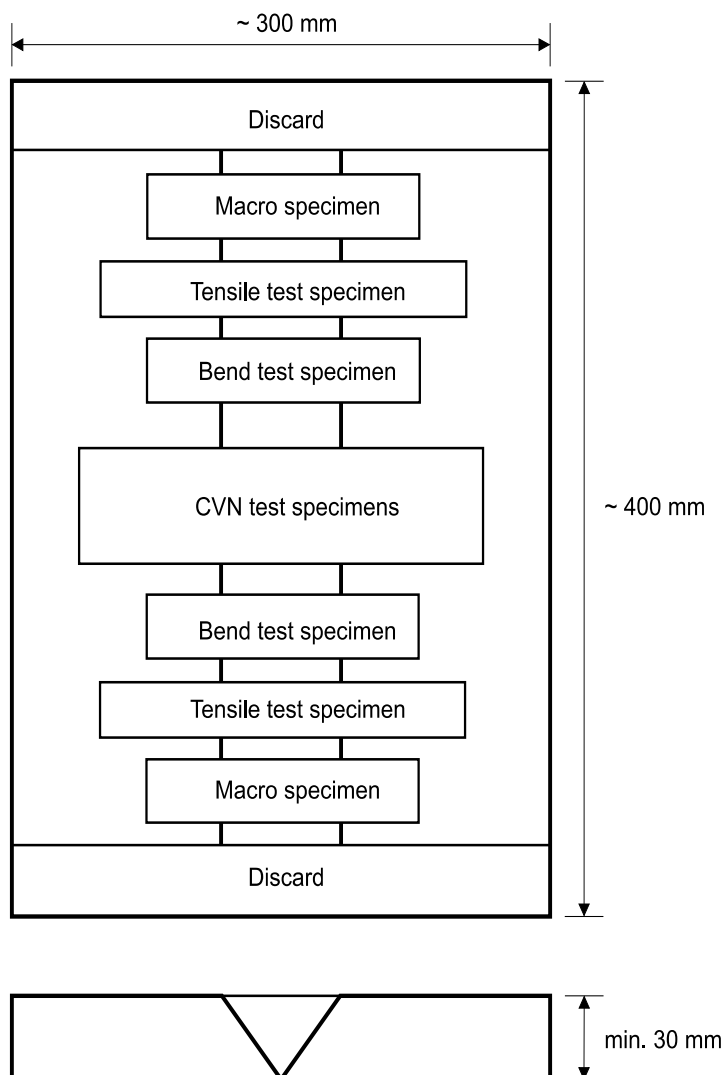 ~ 300 mm
Discard
Macro specimen
Tensile test specimen
Bend test specimen
CVN test specimens
~ 400 mm
Bend test specimen
Tensile test specimen
Macro specimen
Discard
min. 30 mm